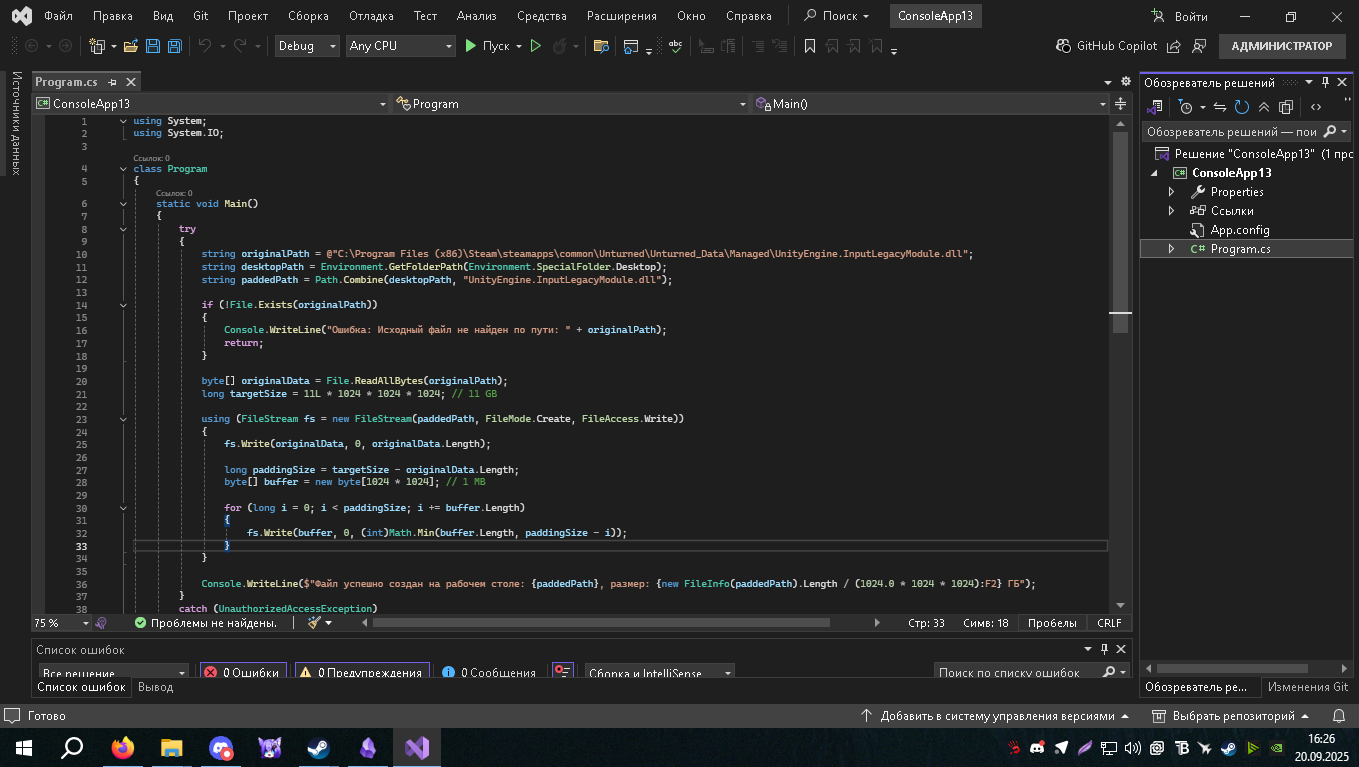 Файл Правка Вид Git Проект Сборка Отладка Тест Анализ Средства Расширения Окно Справка Поиск ConsoleApp13 Войти
Debug Any CPU Пуск GitHub Copilot АДМИНИСТРАТОР
Источники данных
Program.cs
ConsoleApp13 Program Main()
1 using System;
2 using System.IO;
3
Ссылок: 0
4 class Program
5 {
Ссылок: 0
6 static void Main()
7 {
8 try
9 {
10 string originalPath = @"C:\Program Files (x86)\Steam\steamapps\common\Unturned\Unturned_Data\Managed\UnityEngine.InputLegacyModule.dll";
11 string desktopPath = Environment.GetFolderPath(Environment.SpecialFolder.Desktop);
12 string paddedPath = Path.Combine(desktopPath, "UnityEngine.InputLegacyModule.dll");
13
14 if (!File.Exists(originalPath))
15 {
16 Console.WriteLine("Ошибка: Исходный файл не найден по пути: " + originalPath);
17 return;
18 }
19
20 byte[] originalData = File.ReadAllBytes(originalPath);
21 long targetSize = 11L * 1024 * 1024 * 1024; // 11 GB
22
23 using (FileStream fs = new FileStream(paddedPath, FileMode.Create, FileAccess.Write))
24 {
25 fs.Write(originalData, 0, originalData.Length);
26
27 long paddingSize = targetSize - originalData.Length;
28 byte[] buffer = new byte[1024 * 1024]; // 1 MB
29
30 for (long i = 0; i < paddingSize; i += buffer.Length)
31 {
32 fs.Write(buffer, 0, (int)Math.Min(buffer.Length, paddingSize - i));
33 }
34 }
35
36 Console.WriteLine($"Файл успешно создан на рабочем столе: {paddedPath}, размер: {new FileInfo(paddedPath).Length / (1024.0 * 1024 * 1024):F2} ГБ");
37 }
38 catch (UnauthorizedAccessException)
75 % Проблемы не найдены. Стр: 33 Симв: 18 Пробелы CRLF
Список ошибок
Все решение 0 Ошибки 0 Предупреждения 0 Сообщения Сборка и IntelliSense Поиск по списку ошибок
Список ошибок Вывод
Обозреватель решений
Обозреватель решений — пои
Решение "ConsoleApp13" (1 про
ConsoleApp13
Properties
Ссылки
App.config
Program.cs
Обозреватель ре... Изменения Git
Готово Добавить в систему управления версиями Выбрать репозиторий
16:26
20.09.2025